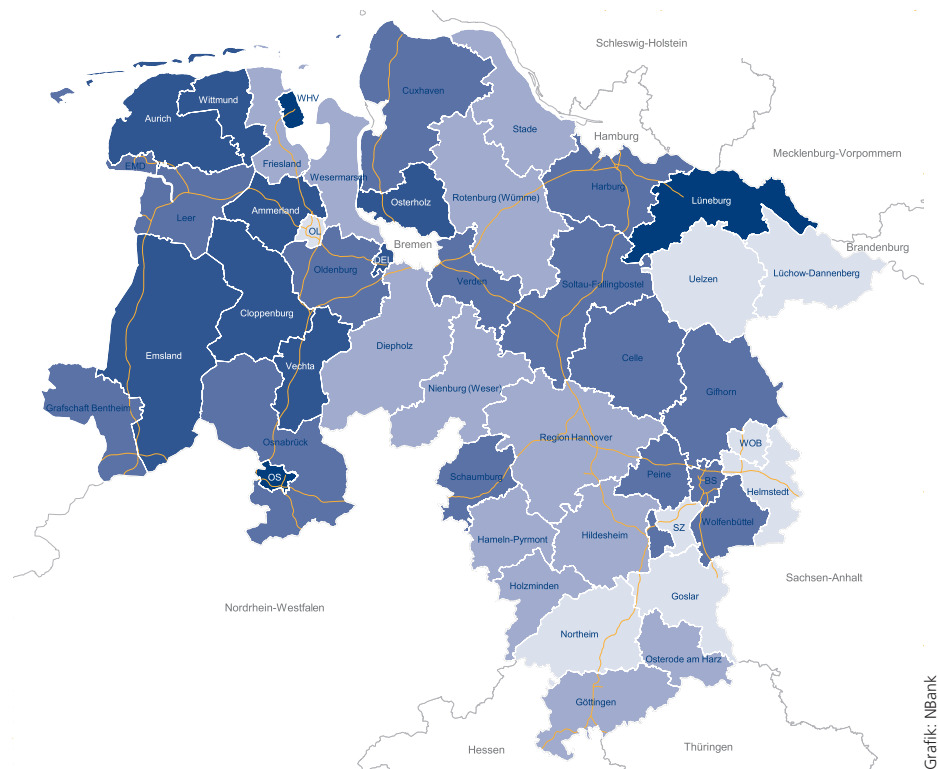 Schleswig-Holstein
WHV
Cuxhaven
Wittmund
Aurich
Stade
Hamburg
Mecklenburg-Vorpommern
EMD
Friesland
Wesermarsch
Harburg
Rotenburg (Wümme)
Osterholz
Lüneburg
Ammerland
Leer
OL
Bremen
Brandenburg
DEL
Oldenburg
Lüchow-Dannenberg
Uelzen
Verden
Soltau-Fallingbostel
Cloppenburg
Diepholz
Emsland
Celle
Vechta
Nienburg (Weser)
Gifhorn
Grafschaft Bentheim
Region Hannover
Osnabrück
WOB
Peine
OS
Schaumburg
BS
Helmstedt
Wolfenbüttel
SZ
Hildesheim
Hameln-Pyrmont
Sachsen-Anhalt
Holzminden
Goslar
Nordrhein-Westfalen
Northeim
Osterode am Harz
Göttingen
Hessen
Thüringen
Grafik: NBank